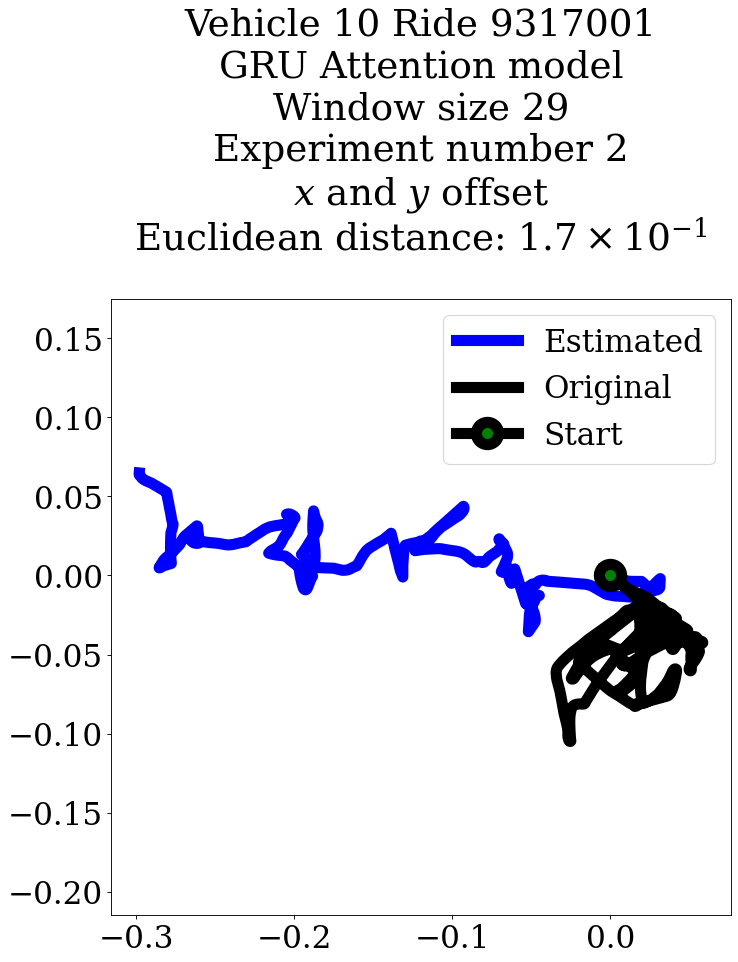 Vehicle 10 Ride 9317001
GRU Attention model
Window size 29
Experiment number 2
x and y offset
Euclidean distance: 1.7 × 10⁻¹
Estimated
Original
Start
0.15
0.10
0.05
0.00
−0.05
−0.10
−0.15
−0.20
−0.3 −0.2 −0.1 0.0